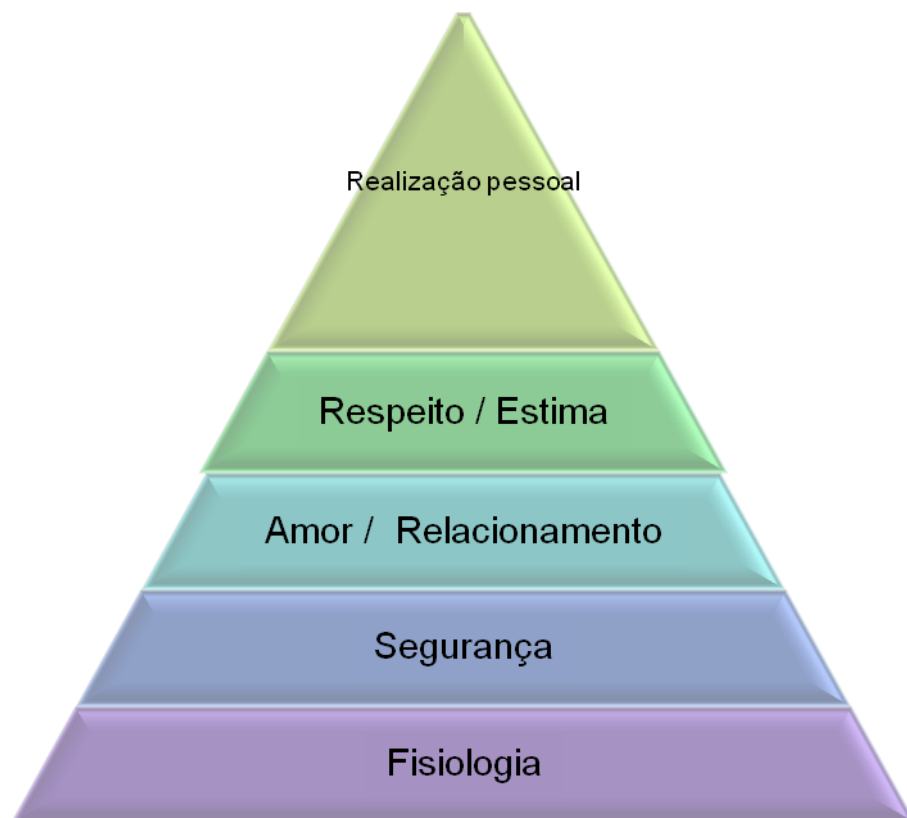 Realização pessoal
Respeito / Estima
Amor /  Relacionamento
Segurança
Fisiologia